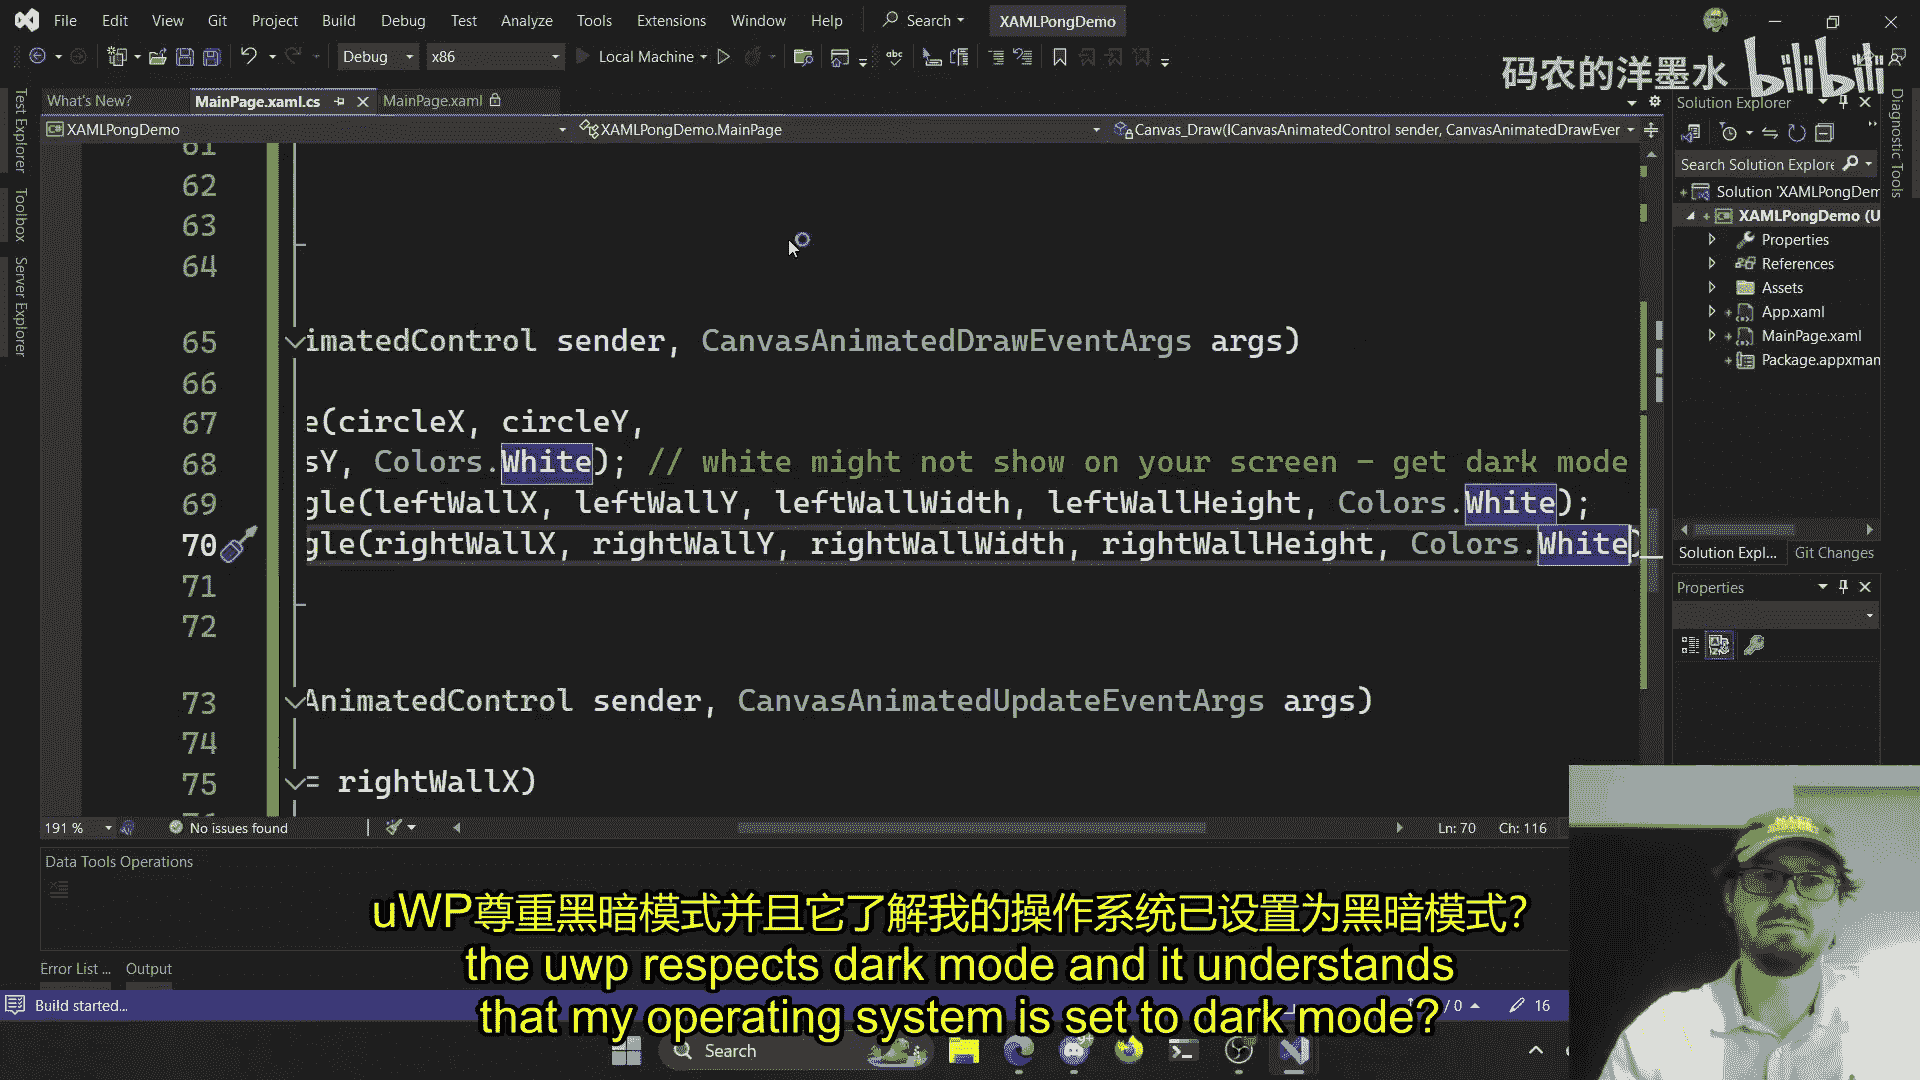 File Edit View Git Project Build Debug Test Analyze Tools Extensions Window Help Search XAMLPongDemo
Debug x86 Local Machine
码农的洋墨水 bilibili
What's New? MainPage.xaml.cs MainPage.xaml
XAMLPongDemo XAMLPongDemo.MainPage Canvas_Draw(ICanvasAnimatedControl sender, CanvasAnimatedDrawEver
Test Explorer
Toolbox
Server Explorer
61
62
63
64
65 imatedControl sender, CanvasAnimatedDrawEventArgs args)
66
67 e(circleX, circleY,
68 sY, Colors.White); // white might not show on your screen - get dark mode
69 gle(leftWallX, leftWallY, leftWallWidth, leftWallHeight, Colors.White);
70 gle(rightWallX, rightWallY, rightWallWidth, rightWallHeight, Colors.White)
71
72
73 AnimatedControl sender, CanvasAnimatedUpdateEventArgs args)
74
75 = rightWallX)
191 % No issues found Ln: 70 Ch: 116
Solution Explorer
Search Solution Explore
Solution 'XAMLPongDem
XAMLPongDemo (U
Properties
References
Assets
App.xaml
MainPage.xaml
Package.appxman
Solution Expl... Git Changes
Properties
Diagnostic Tools
Data Tools Operations
Error List ... Output
Build started...
/ 0 16
Search
uWP尊重黑暗模式并且它了解我的操作系统已设置为黑暗模式?
the uwp respects dark mode and it understands
that my operating system is set to dark mode?